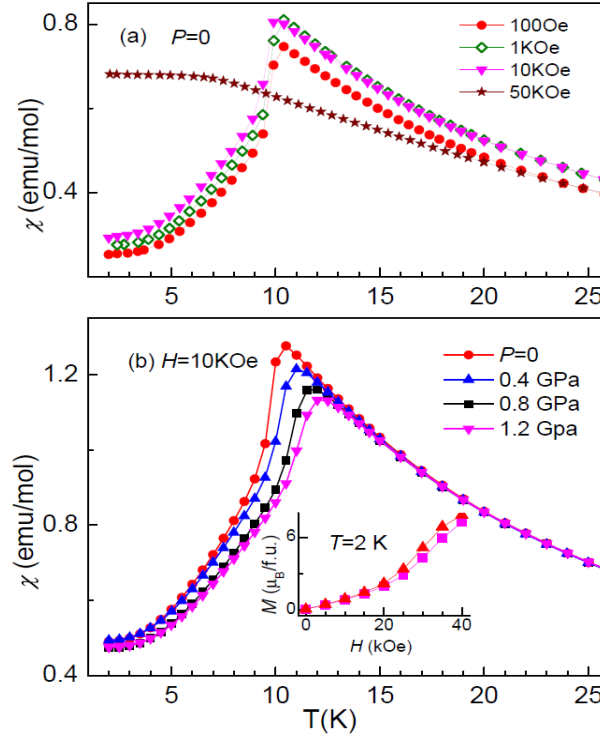 (a) P=0
100Oe
1KOe
10KOe
50KOe
0.8
0.4
χ (emu/mol)
5 10 15 20 25
(b) H=10KOe
P=0
0.4 GPa
0.8 GPa
1.2 Gpa
1.2
0.8
0.4
χ (emu/mol)
T=2 K
6
0
M (μB/f.u.)
0 10 20 30 40
H (kOe)
5 10 15 20 25
T(K)